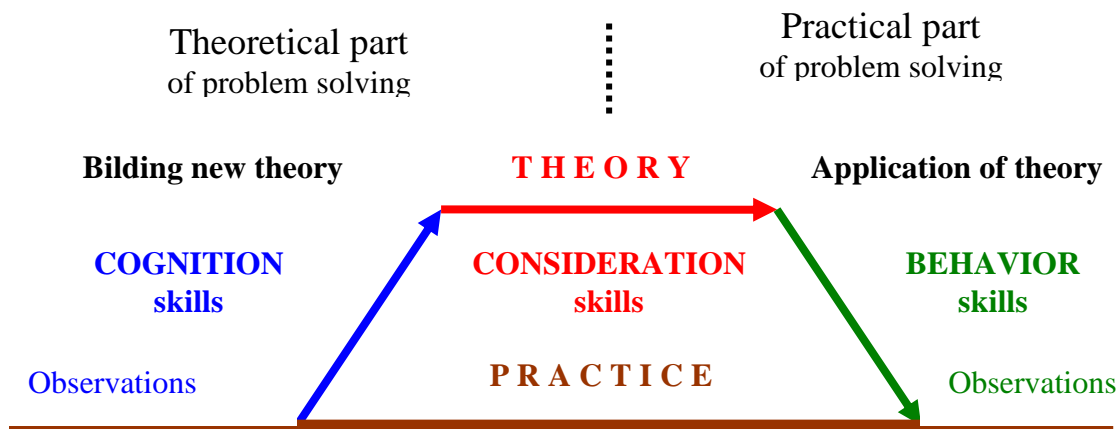 Theoretical part
of problem solving
Practical part
of problem solving
Bilding new theory
T H E O R Y
Application of theory
COGNITION
skills
CONSIDERATION
skills
BEHAVIOR
skills
Observations
P R A C T I C E
Observations